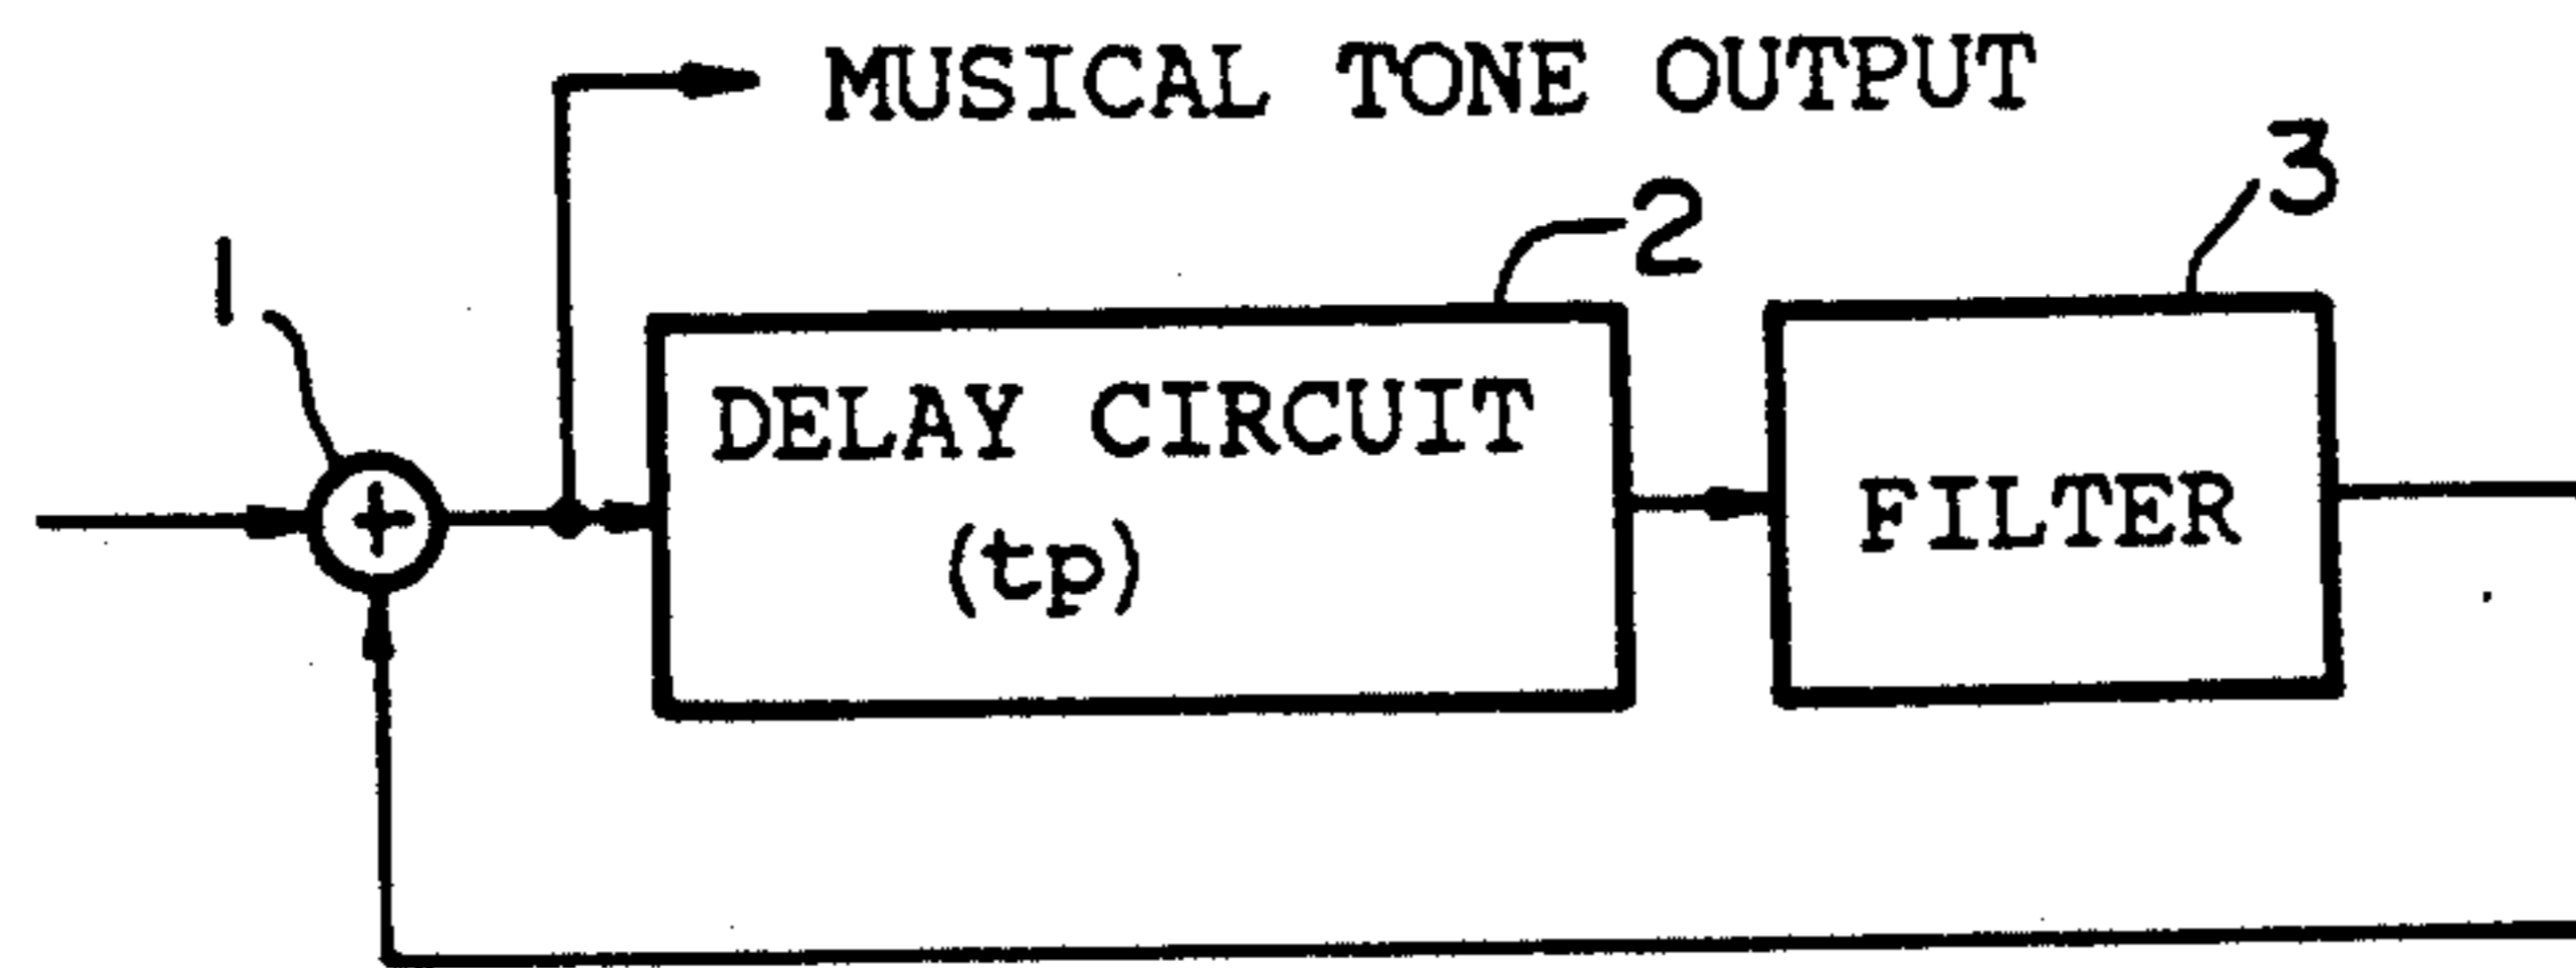 MUSICAL TONE OUTPUT
3
2
1
DELAY CIRCUIT
(tp)
FILTER
+